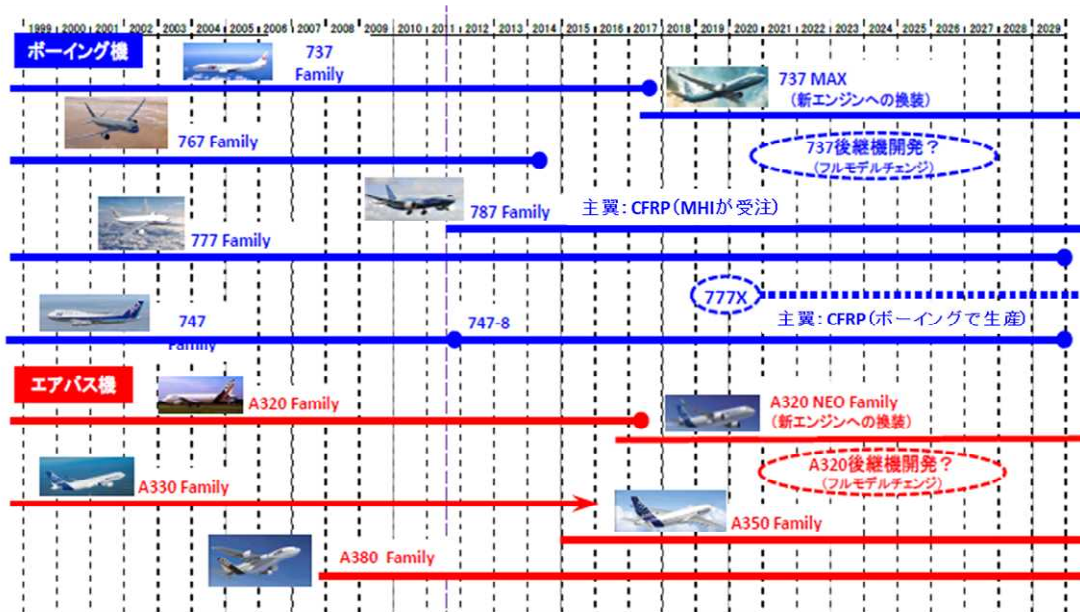 1999 2000 2001 2002 2003 2004 2005 2006 2007 2008 2009 2010 2011 2012 2013 2014 2015 2016 2017 2018 2019 2020 2021 2022 2023 2024 2025 2026 2027 2028 2029
ボーイング機
737
Family
737 MAX
(新エンジンへの換装)
767 Family
737後継機開発？
(フルモデルチェンジ)
787 Family
主翼：CFRP(MHIが受注)
777 Family
777X
747
Family
747-8
主翼：CFRP(ボーイングで生産)
エアバス機
A320 Family
A320 NEO Family
(新エンジンへの換装)
A320後継機開発？
(フルモデルチェンジ)
A330 Family
A350 Family
A380 Family